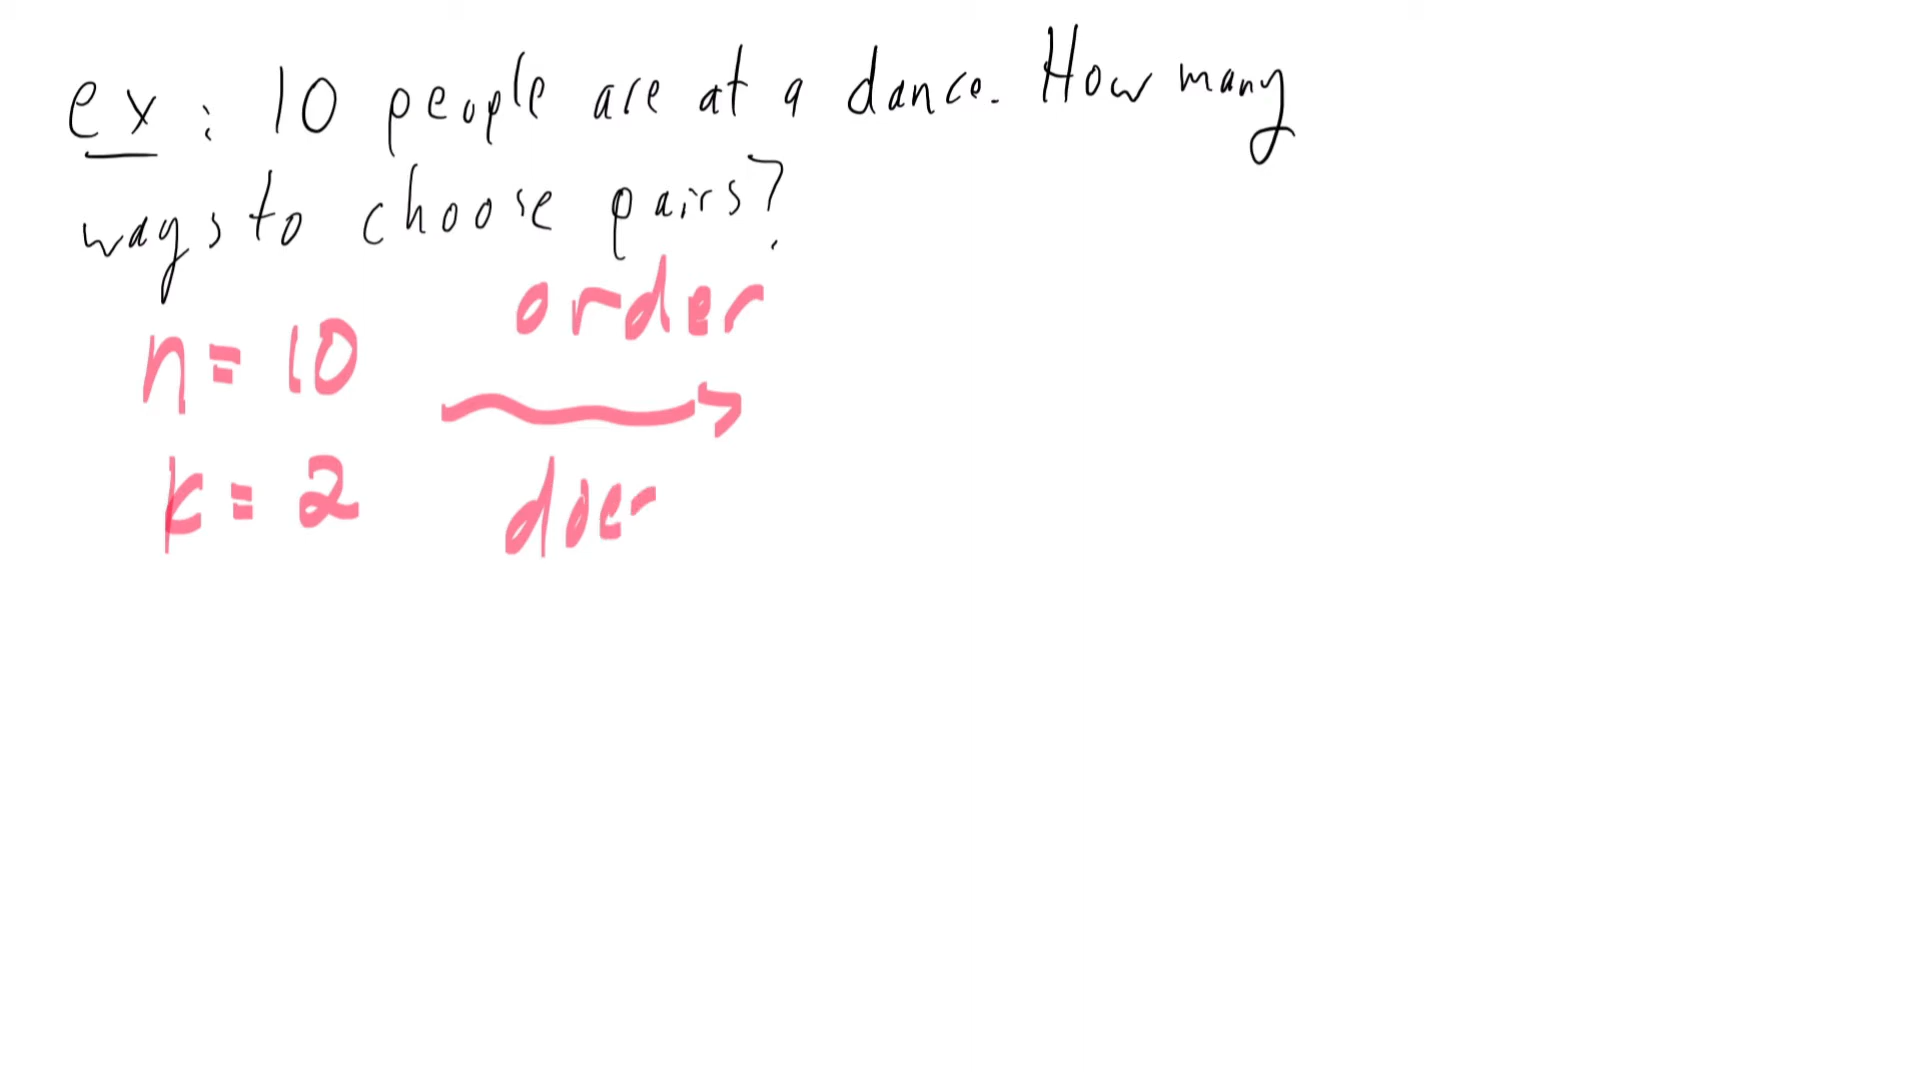 ex: 10 people are at a dance. How many
ways to choose pairs?
n = 10 order
k = 2 doe